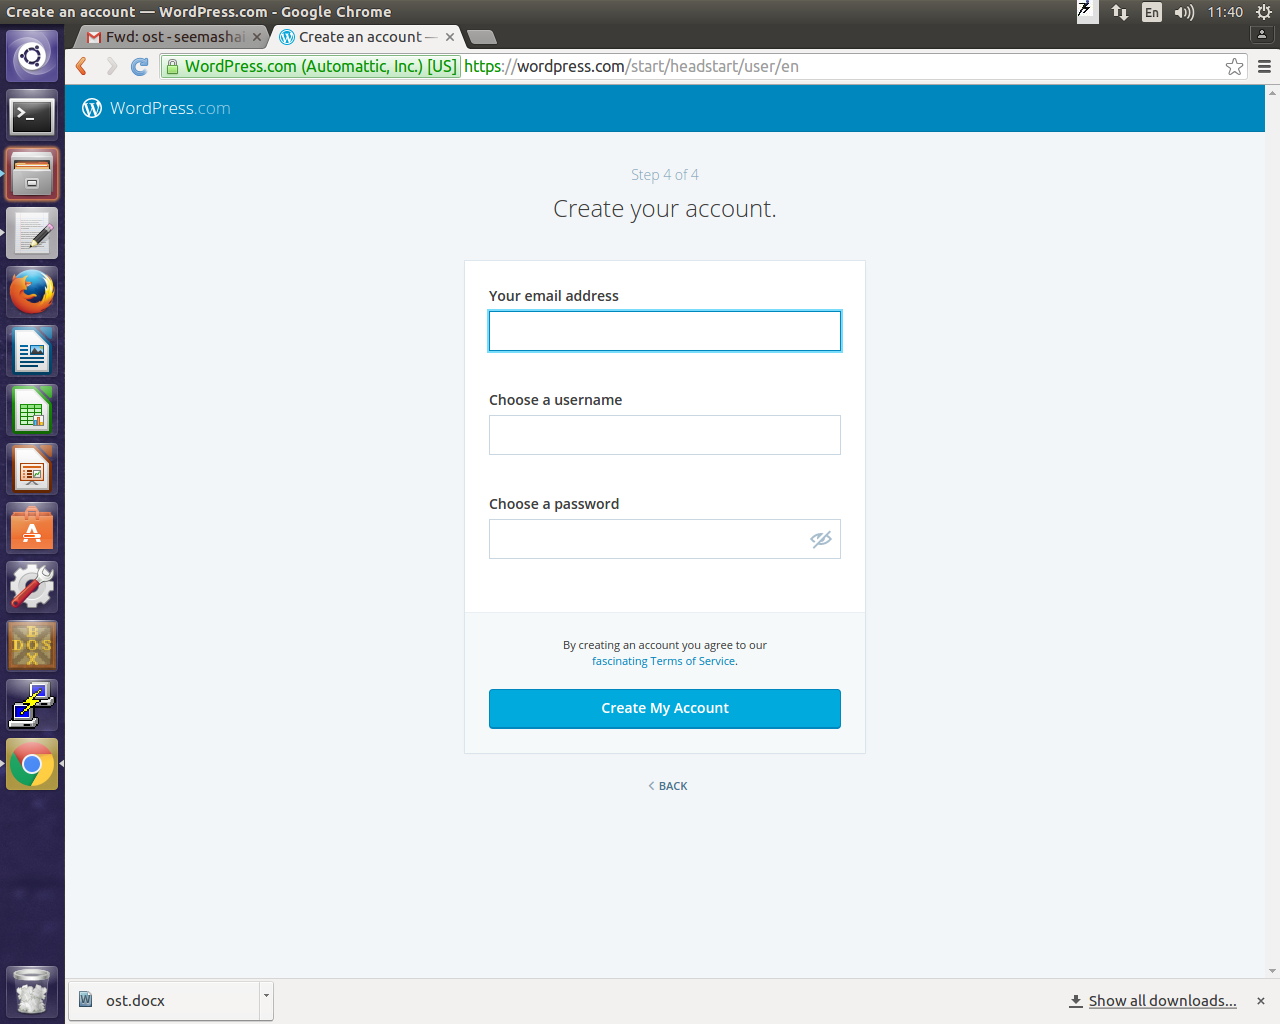 Create an account — WordPress.com - Google Chrome
En
11:40
Fwd: ost - seemashai
Create an account —
WordPress.com (Automattic, Inc.) [US]
https://wordpress.com/start/headstart/user/en
WordPress.com
Step 4 of 4
Create your account.
Your email address
Choose a username
Choose a password
By creating an account you agree to our
fascinating Terms of Service.
Create My Account
BACK
DOS
BOX
ost.docx
Show all downloads...